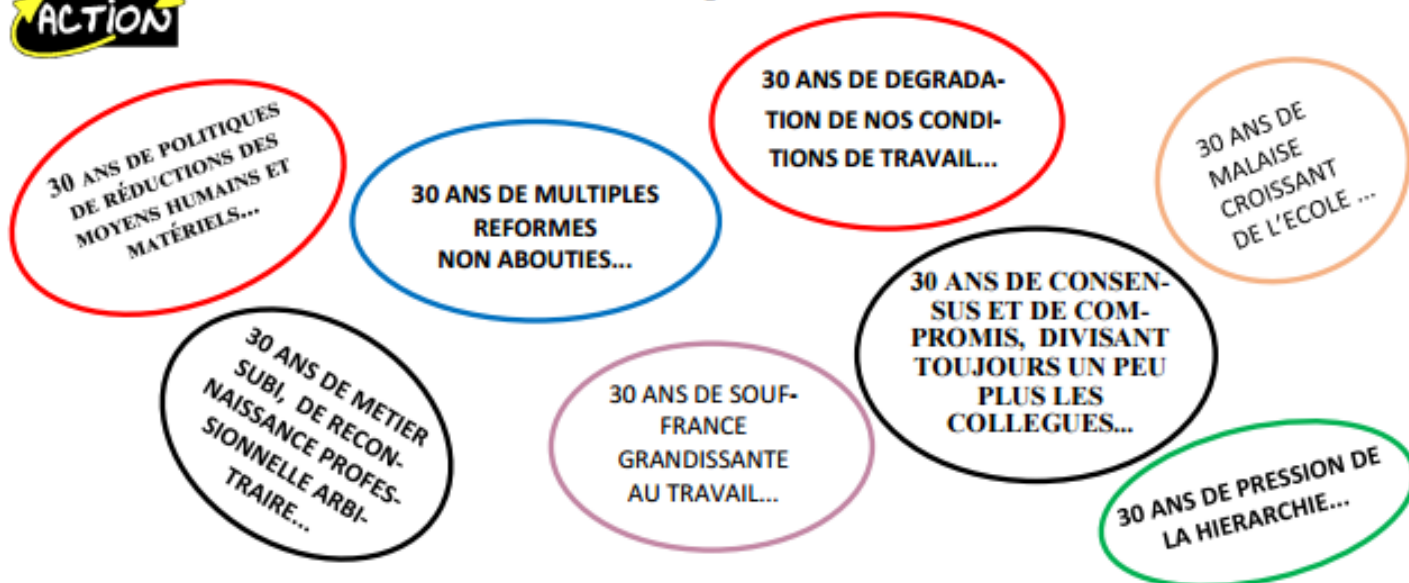 ACTION
30 ANS DE POLITIQUES
DE RÉDUCTIONS DES
MOYENS HUMAINS ET
MATÉRIELS...
30 ANS DE MULTIPLES
REFORMES
NON ABOUTIES...
30 ANS DE DEGRADA-
TION DE NOS CONDI-
TIONS DE TRAVAIL...
30 ANS DE
MALAISE
CROISSANT
DE L'ECOLE ...
30 ANS DE METIER
SUBI, DE RECON-
NAISSANCE PROFES-
SIONNELLE ARBI-
TRAIRE...
30 ANS DE SOUF-
FRANCE
GRANDISSANTE
AU TRAVAIL...
30 ANS DE CONSEN-
SUS ET DE COM-
PROMIS, DIVISANT
TOUJOURS UN PEU
PLUS LES
COLLEGUES...
30 ANS DE PRESSION DE
LA HIERARCHIE...